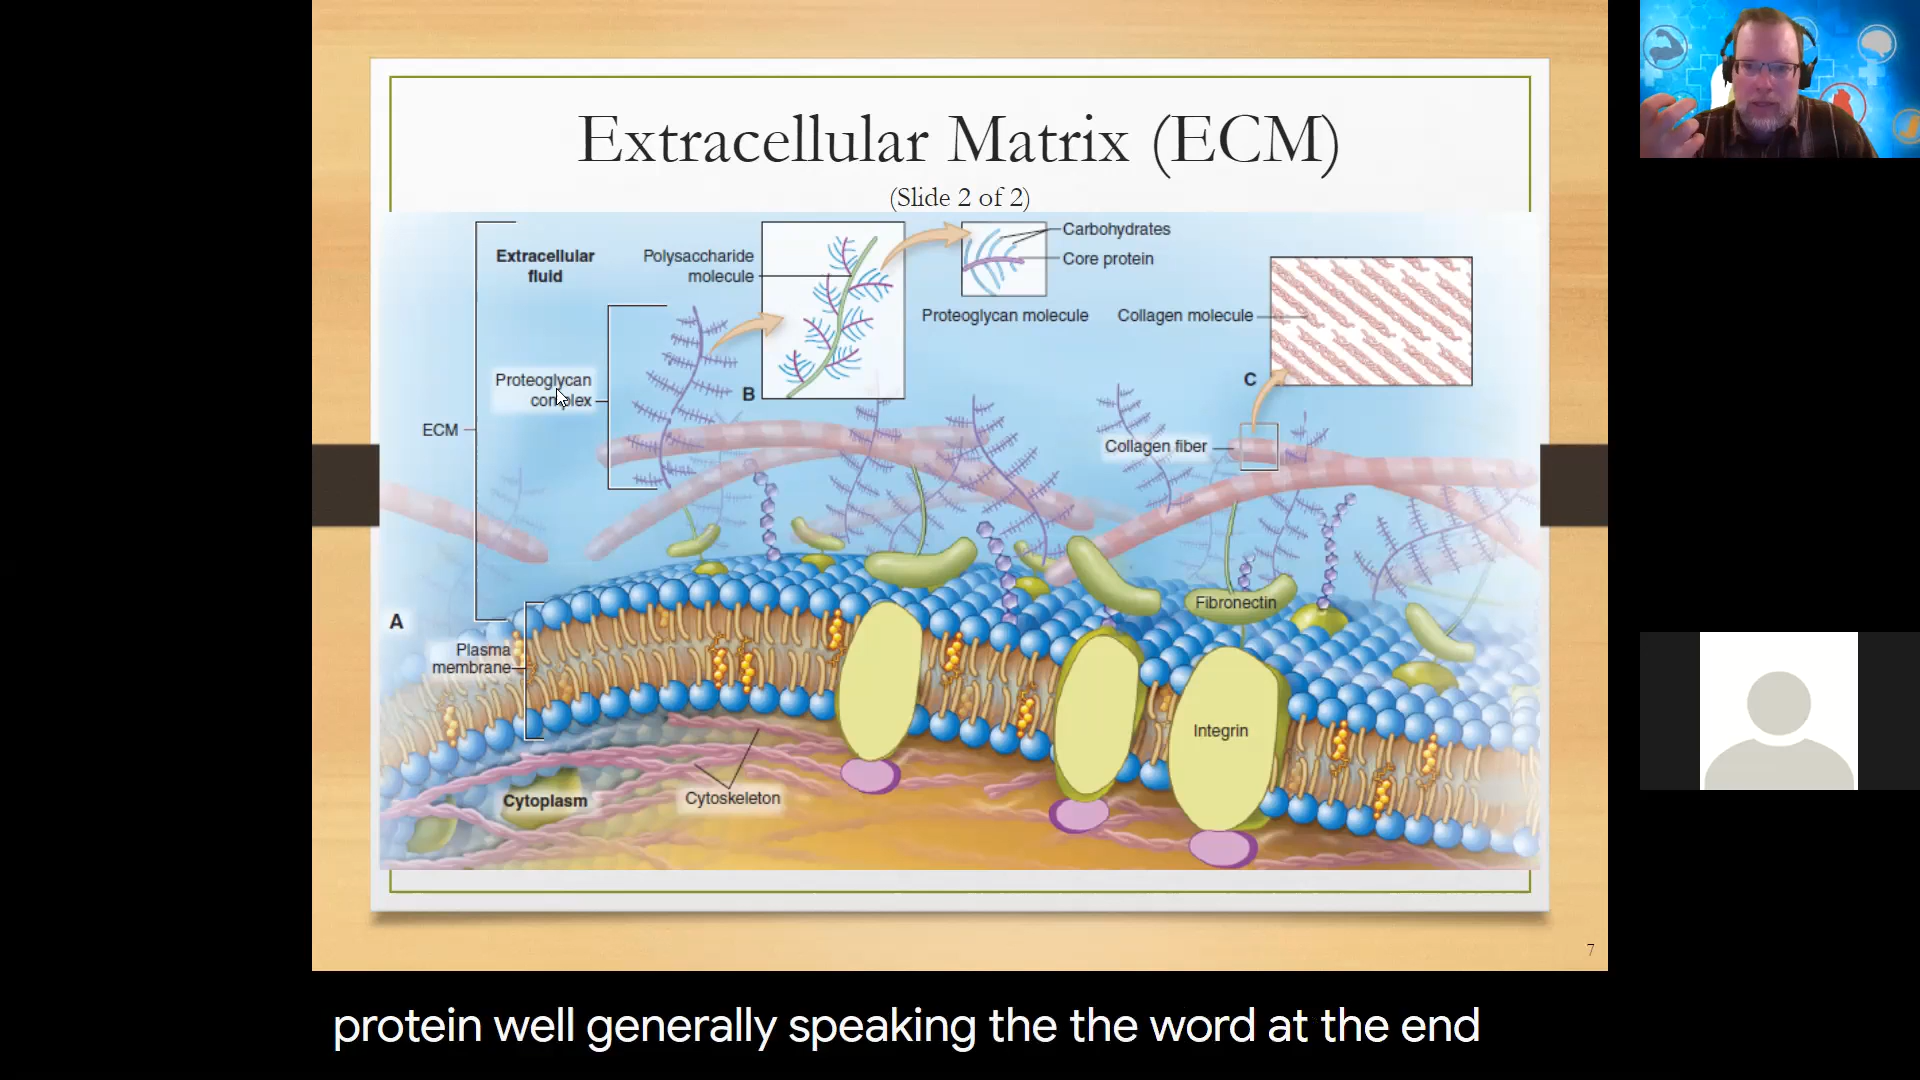 Extracellular Matrix (ECM)
(Slide 2 of 2)
Extracellular
fluid
Polysaccharide
molecule
Carbohydrates
Core protein
Proteoglycan molecule
Collagen molecule
Proteoglycan
complex
B
C
ECM
Collagen fiber
A
Fibronectin
Plasma
membrane
Integrin
Cytoplasm
Cytoskeleton
7
protein well generally speaking the the word at the end